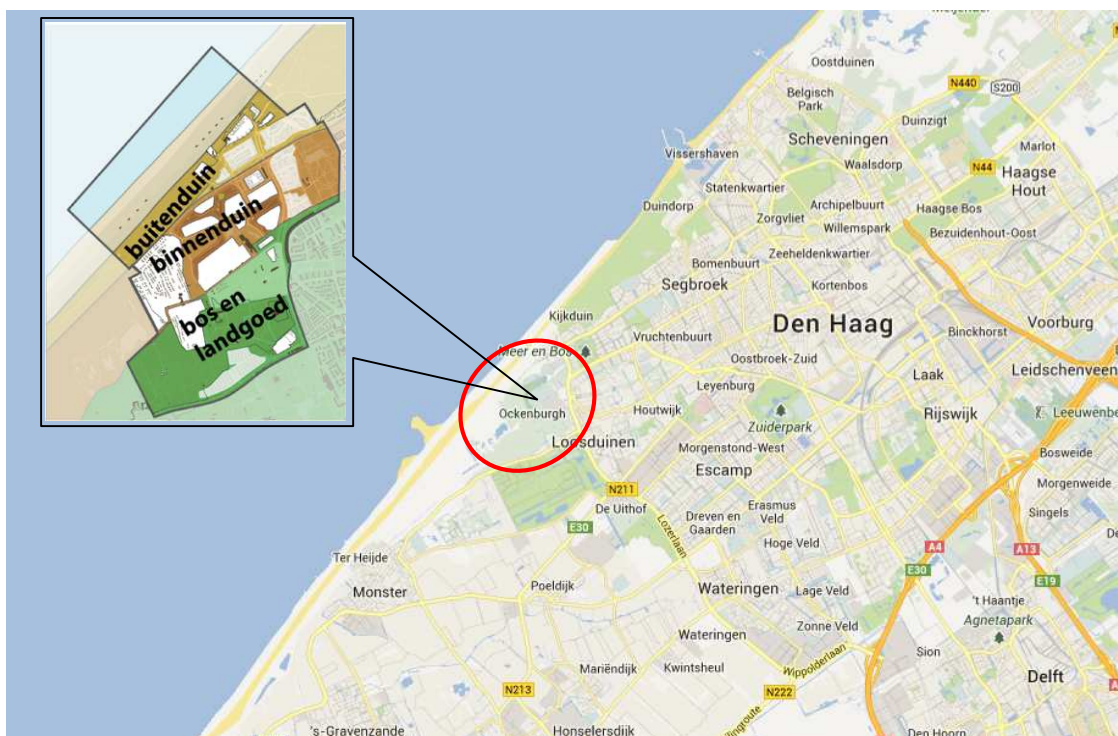 buitenduin
binnenduin
bos en
landgoed
Oostduinen
N440
S200
Belgisch
Park
Duinzigt
Scheveningen
Marlot
Vissershaven
Waalsdorp
N44
Haagse
Hout
Statenkwartier
Archipelbuurt
Haagse Bos
Duindorp
Zorgvliet
Willemspark
Bezuidenhout-Oost
Zeeheldenkwartier
Bomenbuurt
Segbroek
Kortenbos
Kijkduin
Vruchtenbuurt
Den Haag
Binckhorst
Voorburg
Meer en Bos
Oostbroek-Zuid
Laak
Leidschenveen
Leyenburg
Ockenburgh
Houtwijk
Zuiderpark
Rijswijk
Leeuwenbe
Loosduinen
Morgenstond-West
Bosweide
Escamp
Morgenweide
N211
De Uithof
Erasmus
Veld
Singels
Dreven en
Gaarden
E30
Lozerlaan
Hoge Veld
A4
A13
Ter Heijde
E30
E19
Poeldijk
Wateringen
Lage Veld
Monster
't Haantje
Agnetapark
Zonne Veld
Wateringen
Sion
Mariëndijk
Kwintsheul
Wippolderlaan
Delft
N213
N222
's-Gravenzande
Honselersdijk
Den Hoorn